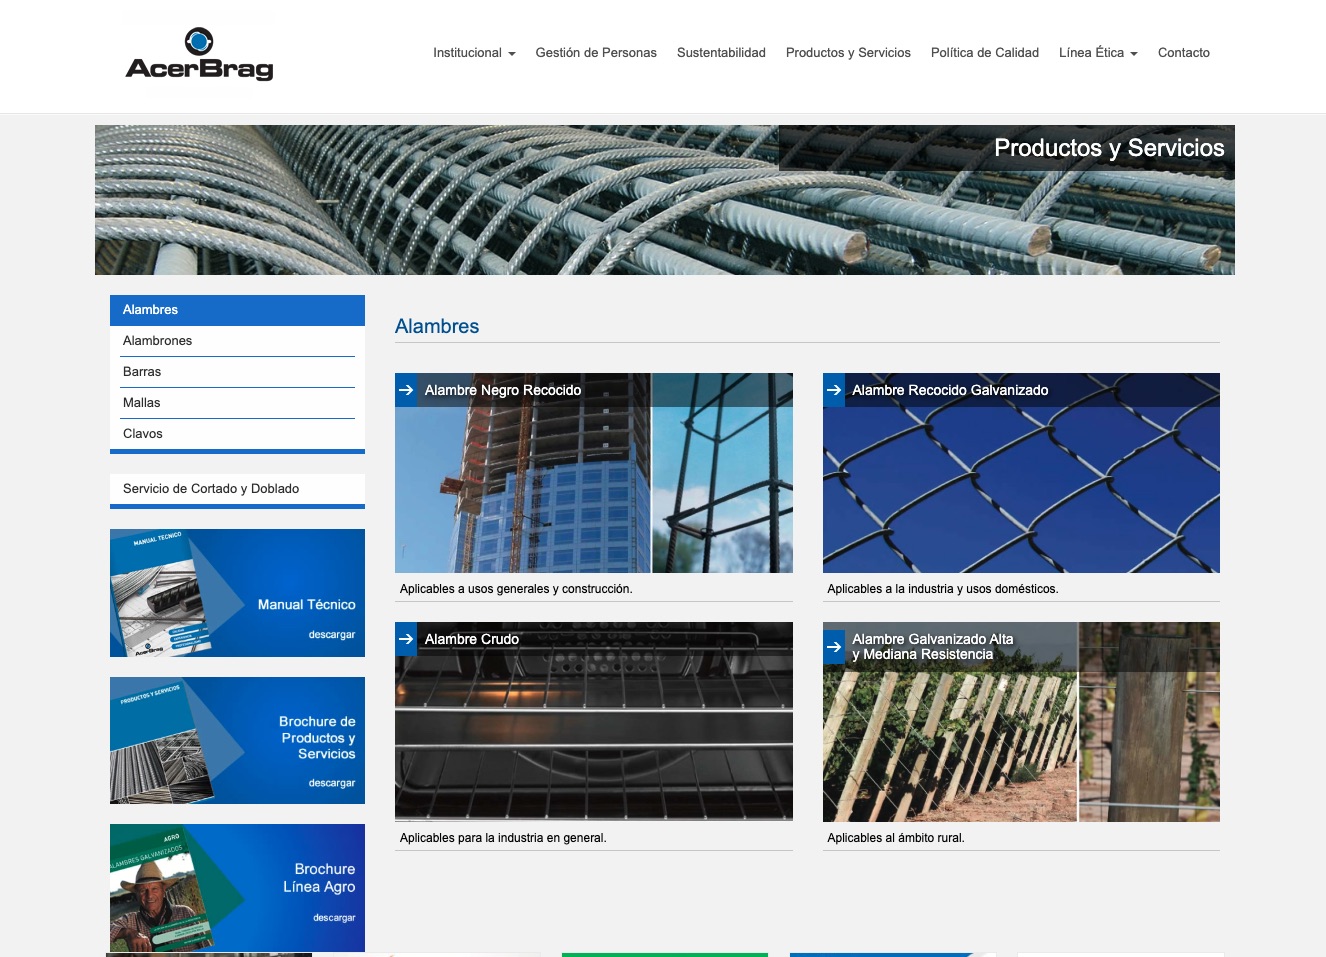 AcerBrag
Institucional
Gestión de Personas
Sustentabilidad
Productos y Servicios
Política de Calidad
Línea Ética
Contacto
Productos y Servicios
Alambres
Alambrones
Barras
Mallas
Clavos
Servicio de Cortado y Doblado
MANUAL TECNICO
AcerBrag
Manual Técnico
descargar
PRODUCTOS Y SERVICIOS
Brochure de
Productos y
Servicios
descargar
AGRO
ALAMBRES GALVANIZADOS
Brochure
Línea Agro
descargar
Alambres
Alambre Negro Recocido
Aplicables a usos generales y construcción.
Alambre Recocido Galvanizado
Aplicables a la industria y usos domésticos.
Alambre Crudo
Aplicables para la industria en general.
Alambre Galvanizado Alta
y Mediana Resistencia
Aplicables al ámbito rural.